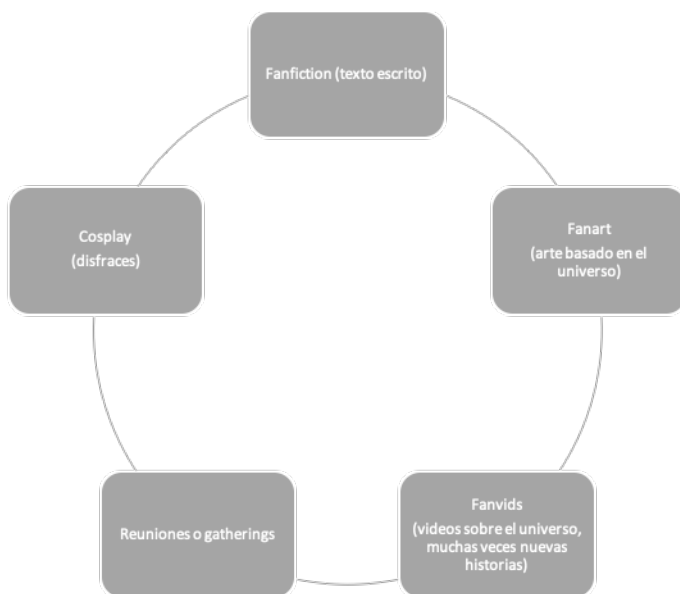 Fanfiction (texto escrito)
Fanart
(arte basado en el
universo)
Fanvids
(videos sobre el universo,
muchas veces nuevas
historias)
Reuniones o gatherings
Cosplay
(disfraces)